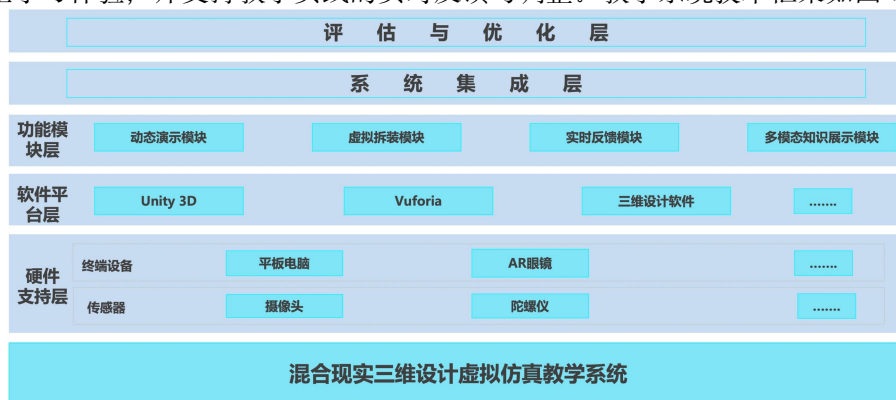 评估与优化层
系统集成层
功能模块层
动态演示模块
虚拟拆装模块
实时反馈模块
多模态知识展示模块
软件平台层
Unity 3D
Vuforia
三维设计软件
.......
硬件支持层
终端设备
平板电脑
AR眼镜
.......
传感器
摄像头
陀螺仪
.......
混合现实三维设计虚拟仿真教学系统